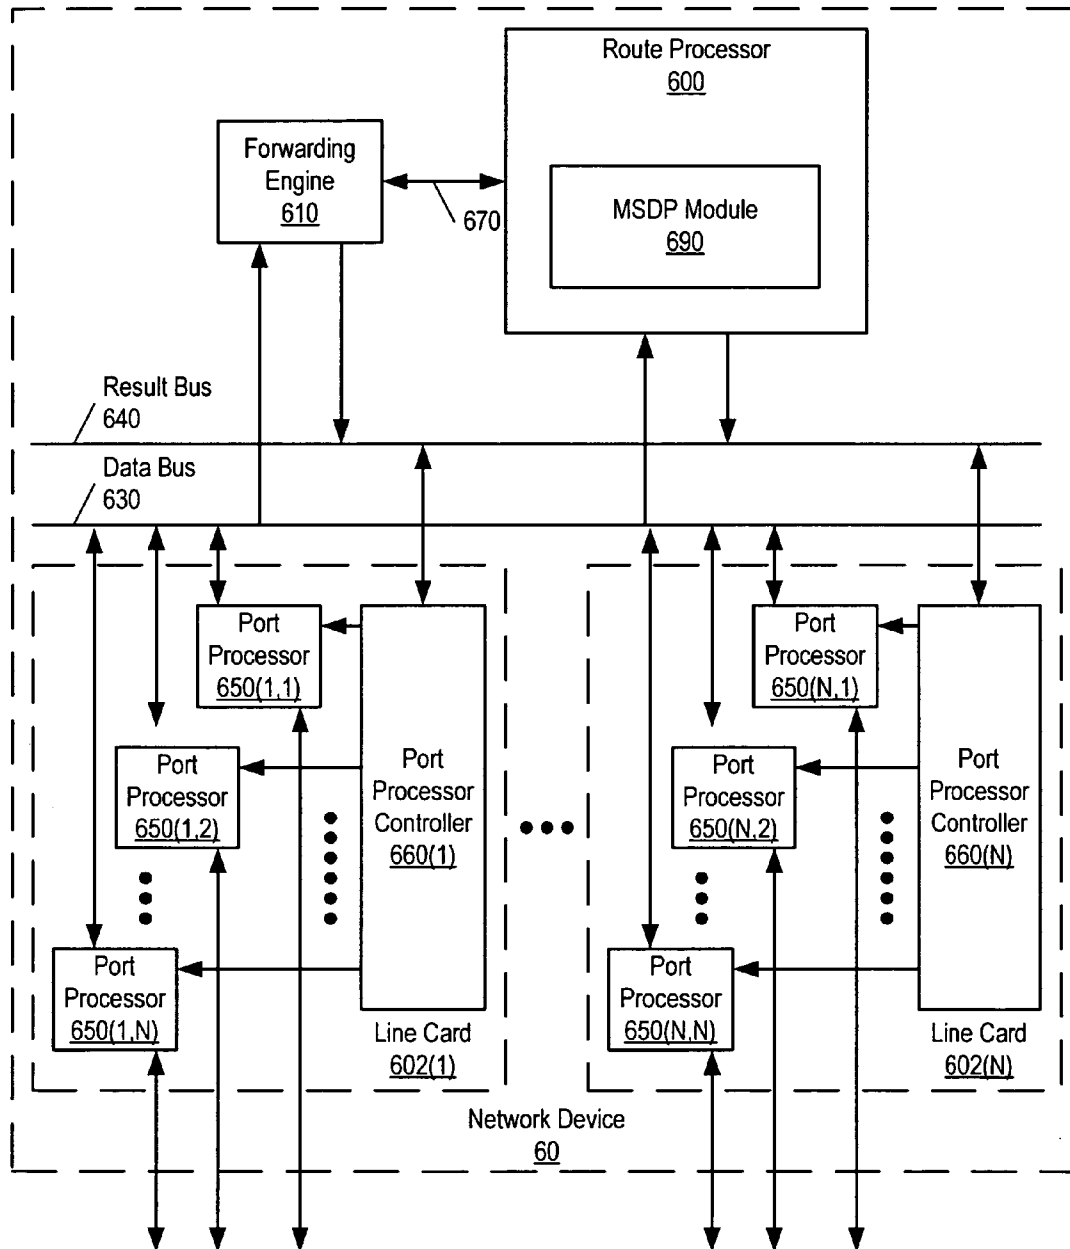 Route Processor
600
Forwarding
Engine
610
670
MSDP Module
690
Result Bus
640
Data Bus
630
Port
Processor
650(1,1)
Port
Processor
650(1,2)
Port
Processor
650(1,N)
Port
Processor
Controller
660(1)
Line Card
602(1)
Port
Processor
650(N,1)
Port
Processor
650(N,2)
Port
Processor
650(N,N)
Port
Processor
Controller
660(N)
Line Card
602(N)
Network Device
60